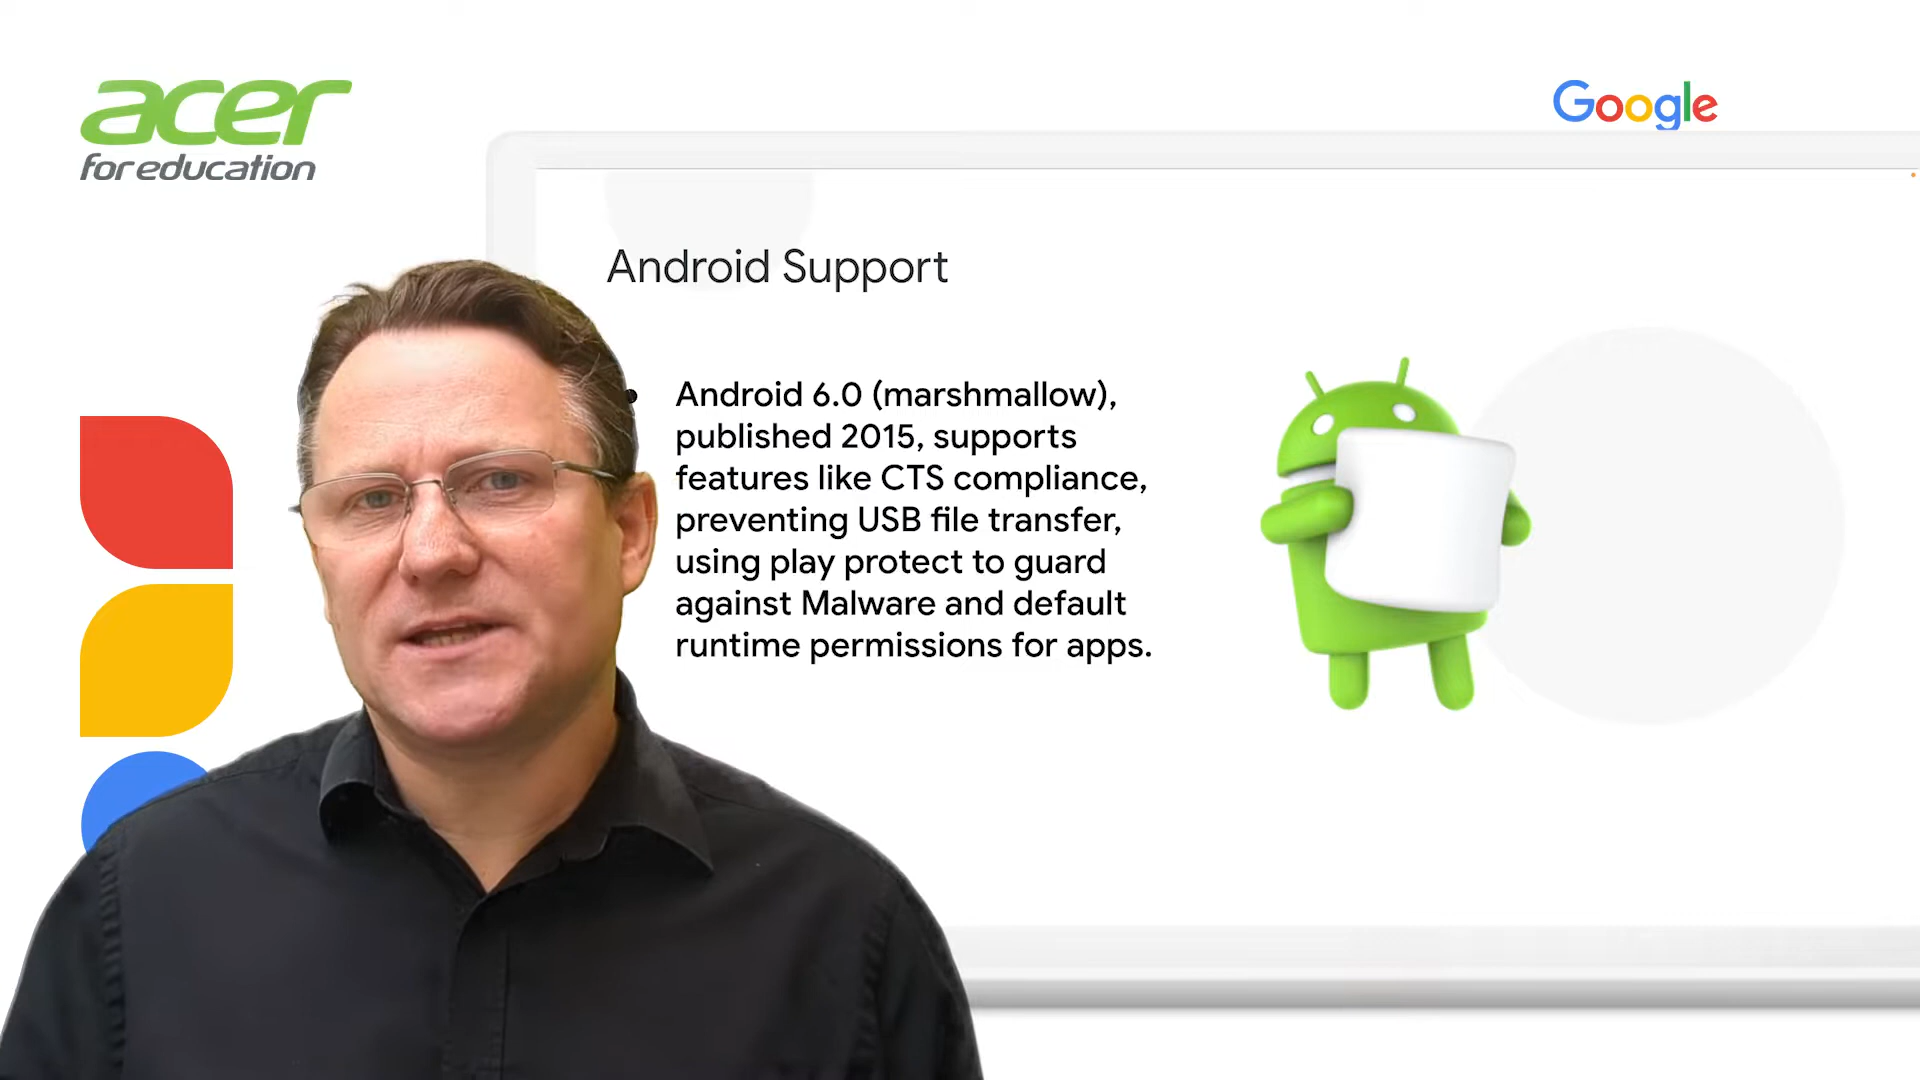 acer
for education
Google
Android Support
Android 6.0 (marshmallow),
published 2015, supports
features like CTS compliance,
preventing USB file transfer,
using play protect to guard
against Malware and default
runtime permissions for apps.